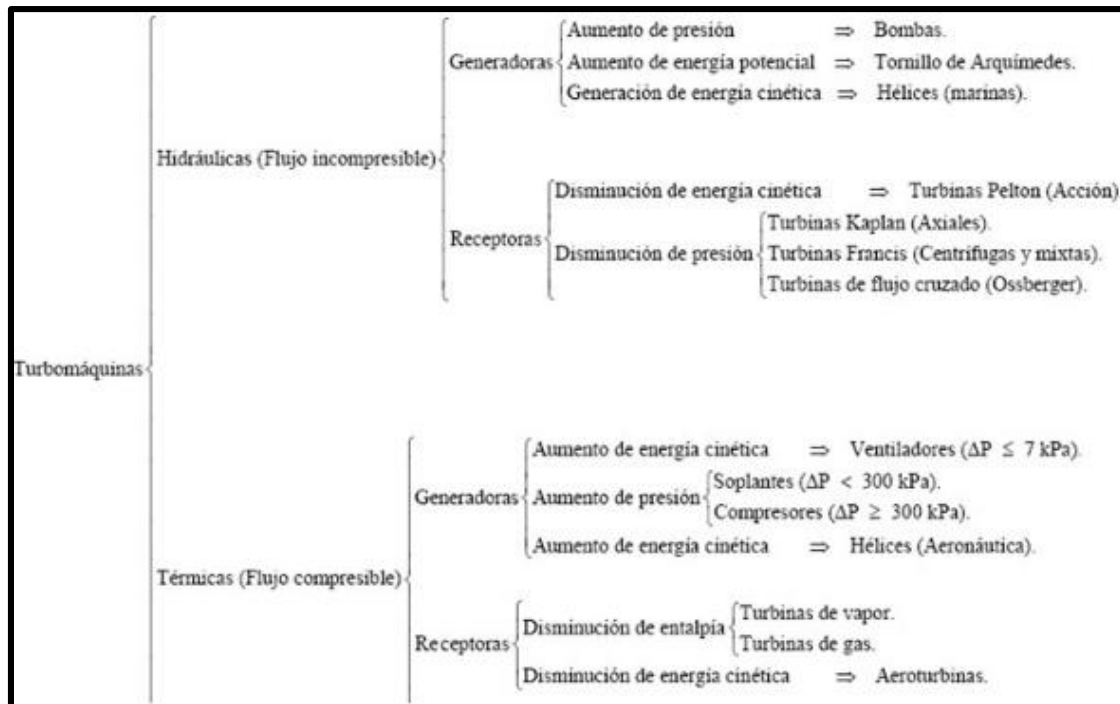 Aumento de presión ⇒ Bombas.
Generadoras Aumento de energía potencial ⇒ Tornillo de Arquímedes.
Generación de energía cinética ⇒ Hélices (marinas).
Hidráulicas (Flujo incompresible)
Disminución de energía cinética ⇒ Turbinas Pelton (Acción)
Turbinas Kaplan (Axiales).
Receptoras Disminución de presión Turbinas Francis (Centrífugas y mixtas).
Turbinas de flujo cruzado (Ossberger).
Turbomáquinas
Aumento de energía cinética ⇒ Ventiladores (ΔP ≤ 7 kPa).
Generadoras Aumento de presión Soplantes (ΔP < 300 kPa).
Compresores (ΔP ≥ 300 kPa).
Aumento de energía cinética ⇒ Hélices (Aeronáutica).
Térmicas (Flujo compresible)
Receptoras Disminución de entalpía Turbinas de vapor.
Turbinas de gas.
Disminución de energía cinética ⇒ Aeroturbinas.